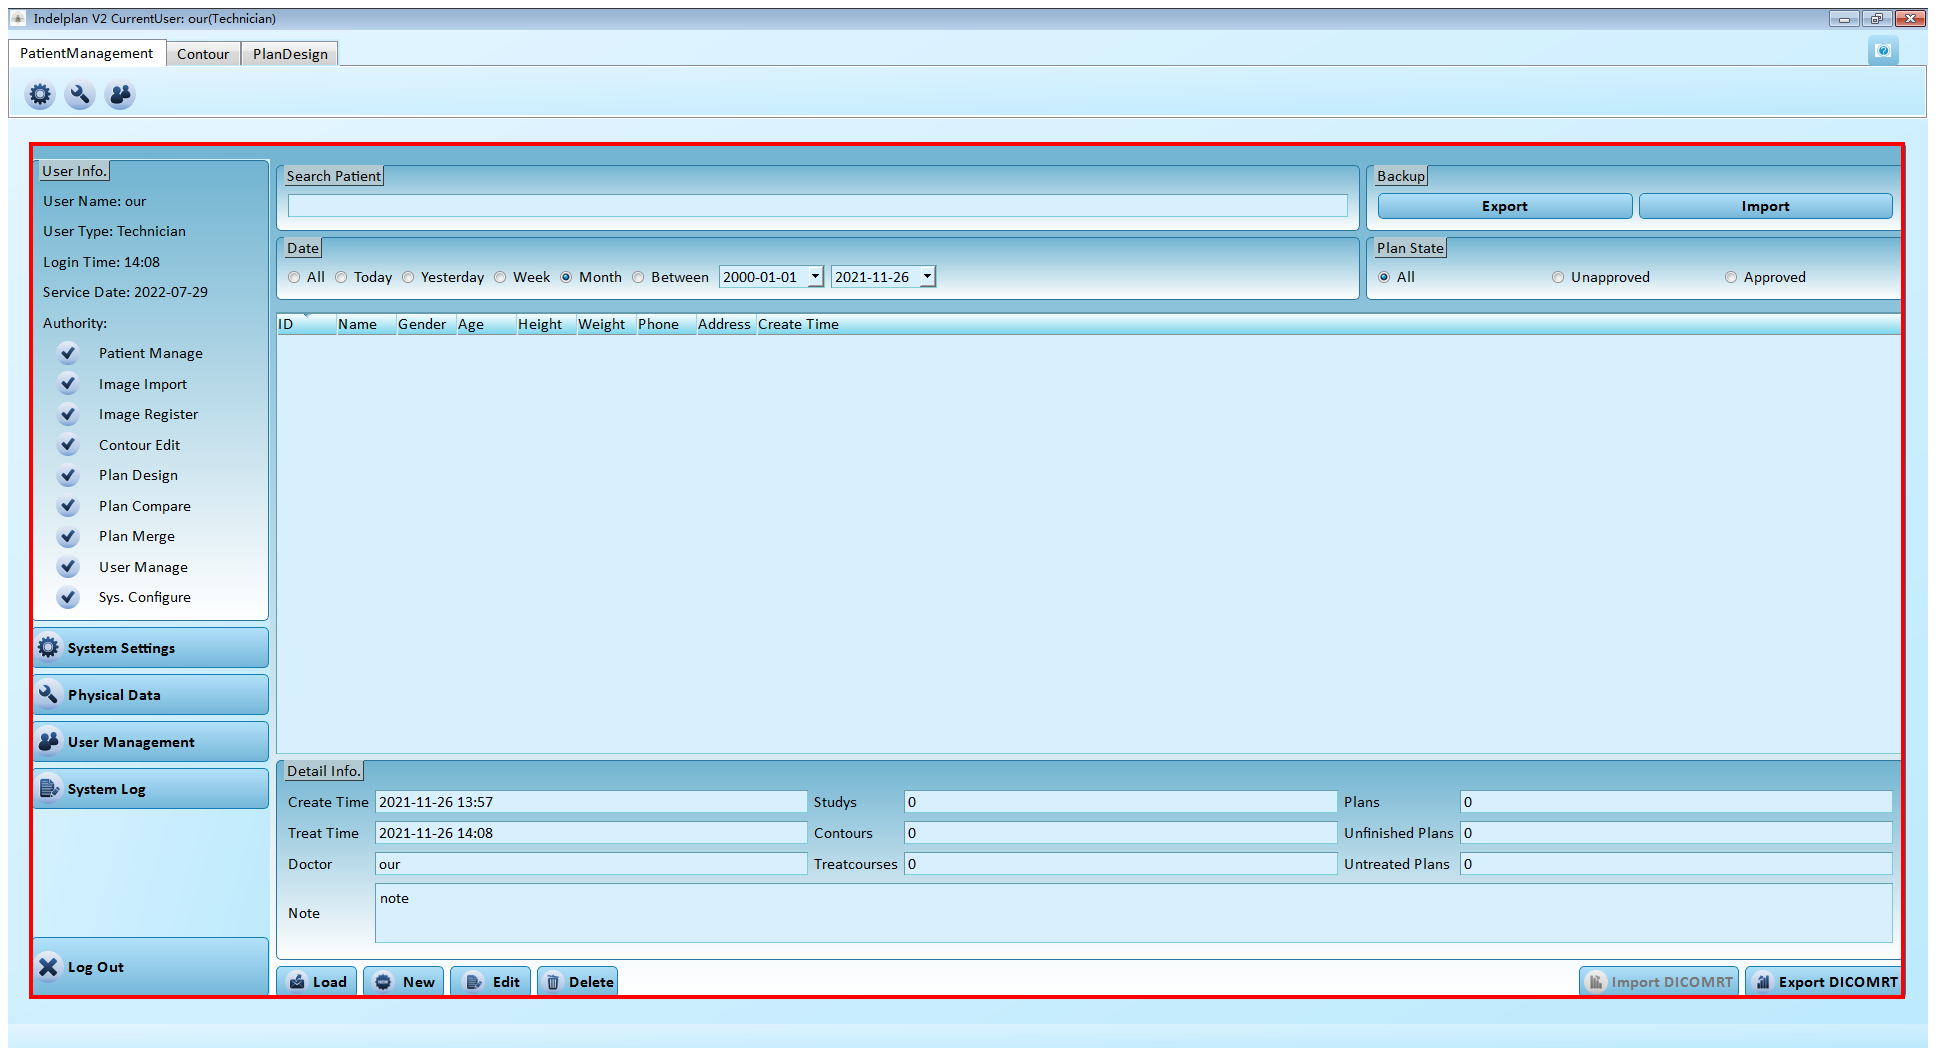 Indelplan V2 CurrentUser: our(Technician)
PatientManagement Contour PlanDesign
User Info.
User Name: our
User Type: Technician
Login Time: 14:08
Service Date: 2022-07-29
Authority:
Patient Manage
Image Import
Image Register
Contour Edit
Plan Design
Plan Compare
Plan Merge
User Manage
Sys. Configure
System Settings
Physical Data
User Management
System Log
Log Out
Search Patient
Backup
Export Import
Date
All Today Yesterday Week Month Between 2000-01-01 2021-11-26
Plan State
All Unapproved Approved
ID Name Gender Age Height Weight Phone Address Create Time
Detail Info.
Create Time 2021-11-26 13:57 Studys 0 Plans 0
Treat Time 2021-11-26 14:08 Contours 0 Unfinished Plans 0
Doctor our Treatcourses 0 Untreated Plans 0
Note note
Load New Edit Delete Import DICOMRT Export DICOMRT